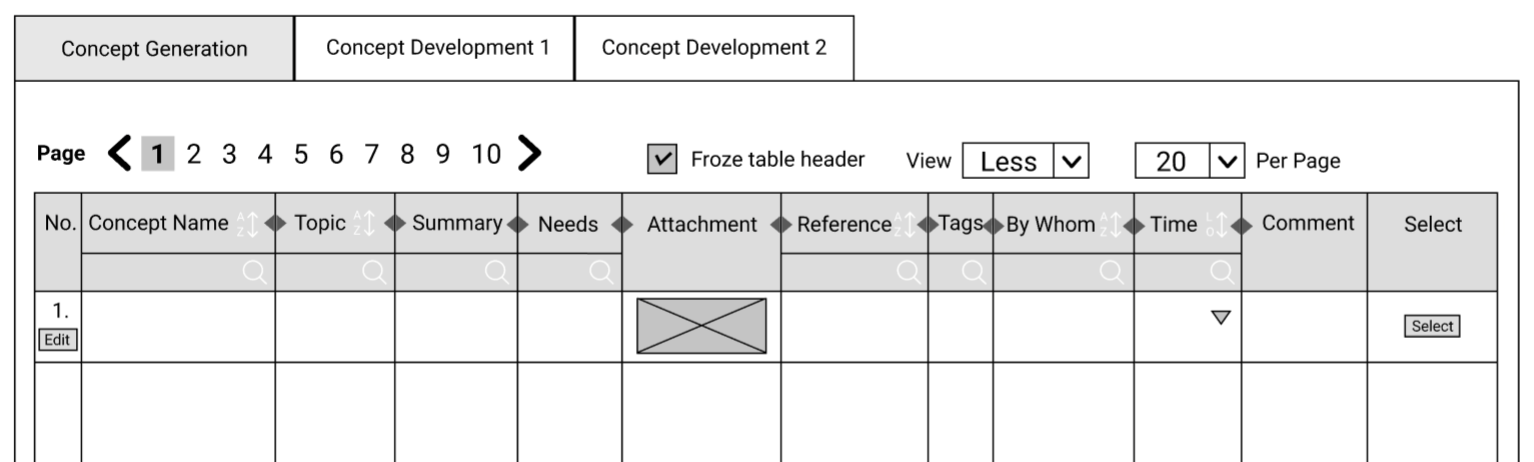 Concept Generation Concept Development 1 Concept Development 2
Page 1 2 3 4 5 6 7 8 9 10 Froze table header View Less 20 Per Page
No. Concept Name Topic Summary Needs Attachment Reference Tags By Whom Time Comment Select
1.
Edit Select